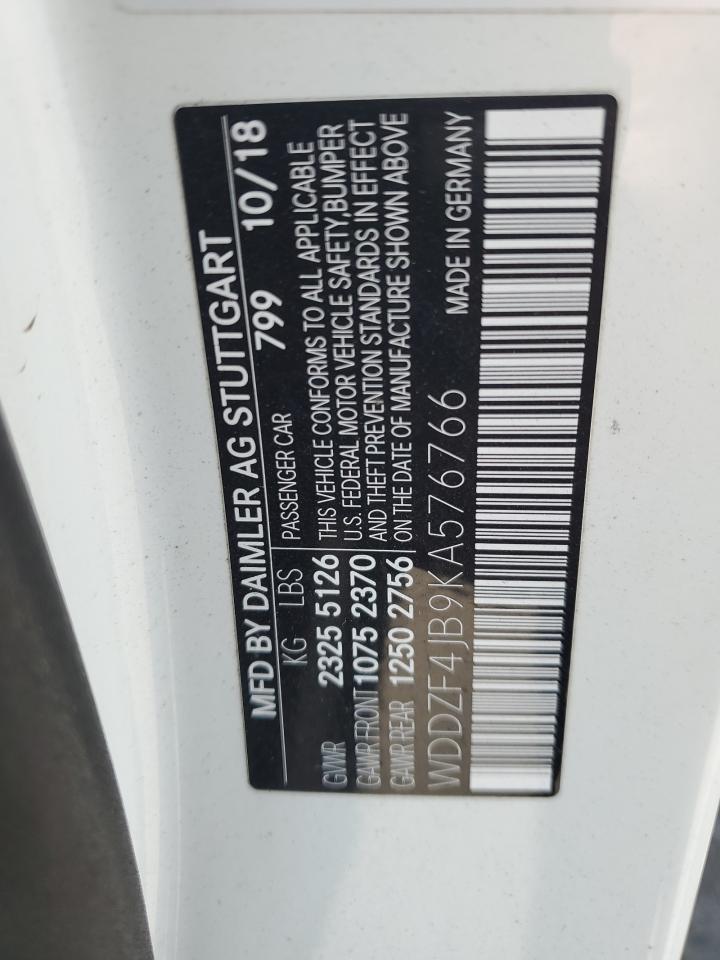 MFD BY DAIMLER AG STUTTGART
799 10/18
KG LBS PASSENGER CAR
GVWR 2325 5126 THIS VEHICLE CONFORMS TO ALL APPLICABLE
GAWR FRONT 1075 2370 U.S. FEDERAL MOTOR VEHICLE SAFETY, BUMPER
GAWR REAR 1250 2756 AND THEFT PREVENTION STANDARDS IN EFFECT
ON THE DATE OF MANUFACTURE SHOWN ABOVE
WDDZF4JB9KA576766 MADE IN GERMANY